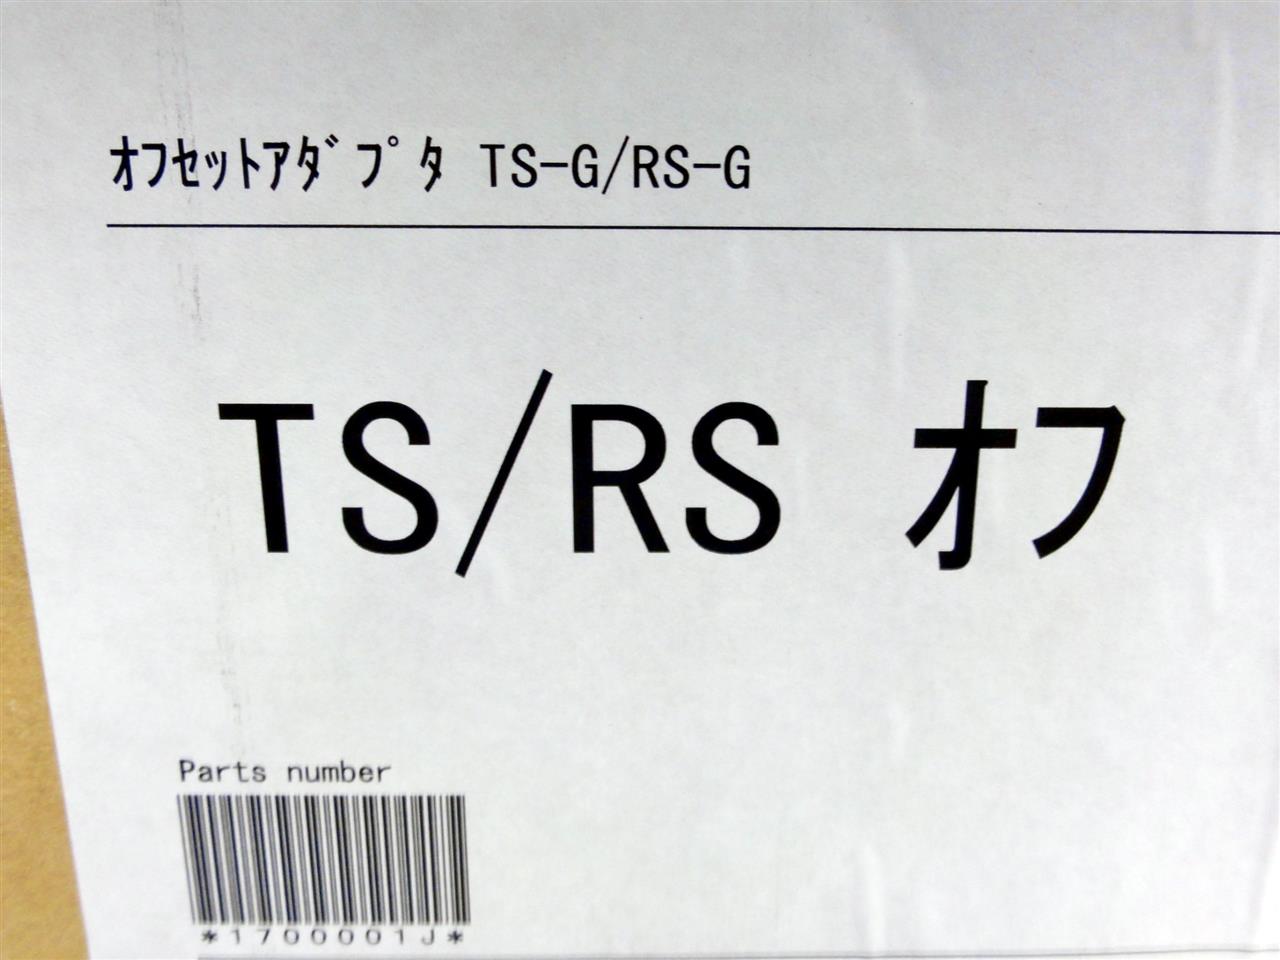 ｵﾌｾｯﾄｱﾀﾞﾌﾟﾀ TS-G/RS-G
TS/RS ｵﾌ
Parts number
*1700001J*